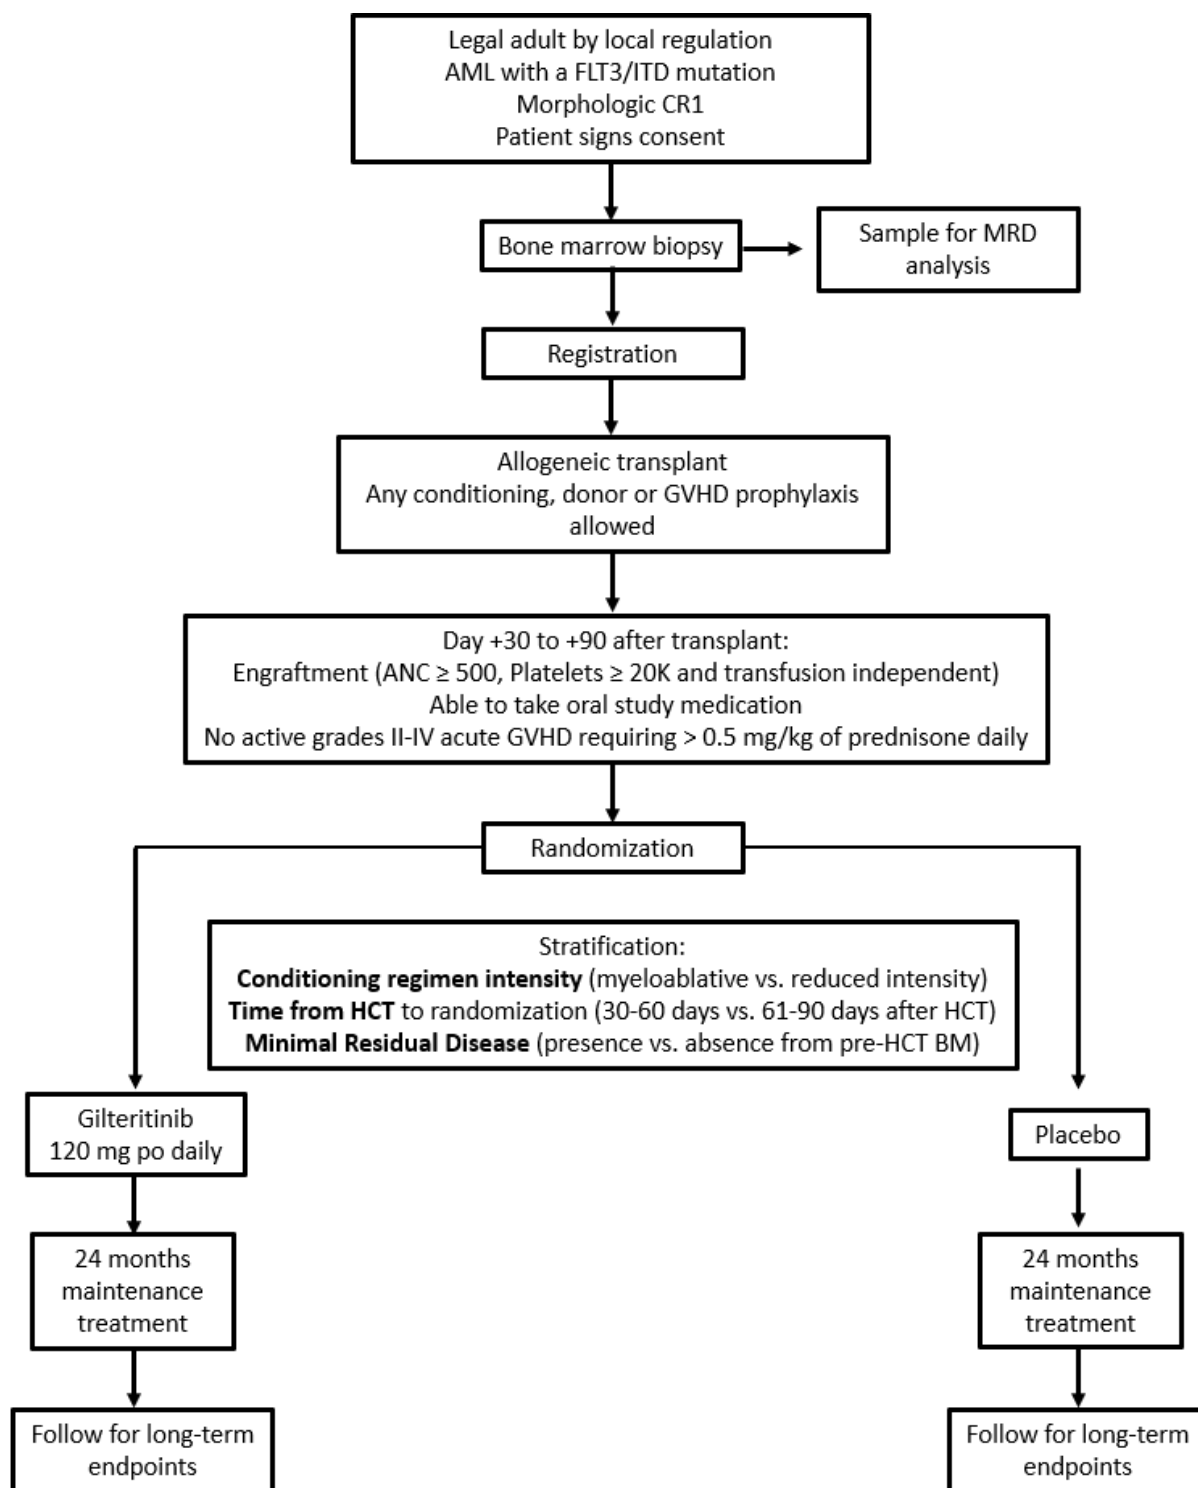 Legal adult by local regulation
AML with a FLT3/ITD mutation
Morphologic CR1
Patient signs consent
Bone marrow biopsy
Sample for MRD
analysis
Registration
Allogeneic transplant
Any conditioning, donor or GVHD prophylaxis
allowed
Day +30 to +90 after transplant:
Engraftment (ANC ≥ 500, Platelets ≥ 20K and transfusion independent)
Able to take oral study medication
No active grades II-IV acute GVHD requiring > 0.5 mg/kg of prednisone daily
Randomization
Stratification:
Conditioning regimen intensity (myeloablative vs. reduced intensity)
Time from HCT to randomization (30-60 days vs. 61-90 days after HCT)
Minimal Residual Disease (presence vs. absence from pre-HCT BM)
Gilteritinib
120 mg po daily
Placebo
24 months
maintenance
treatment
24 months
maintenance
treatment
Follow for long-term
endpoints
Follow for long-term
endpoints